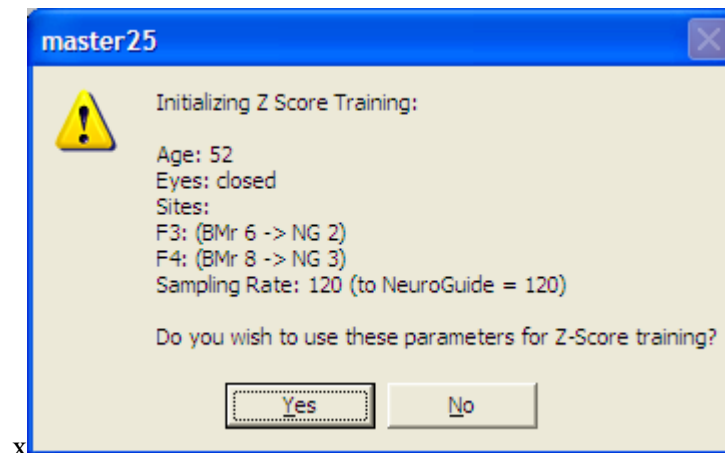 master25
Initializing Z Score Training:
Age: 52
Eyes: closed
Sites:
F3: (BMr 6 -> NG 2)
F4: (BMr 8 -> NG 3)
Sampling Rate: 120 (to NeuroGuide = 120)
Do you wish to use these parameters for Z-Score training?
Yes
No
x